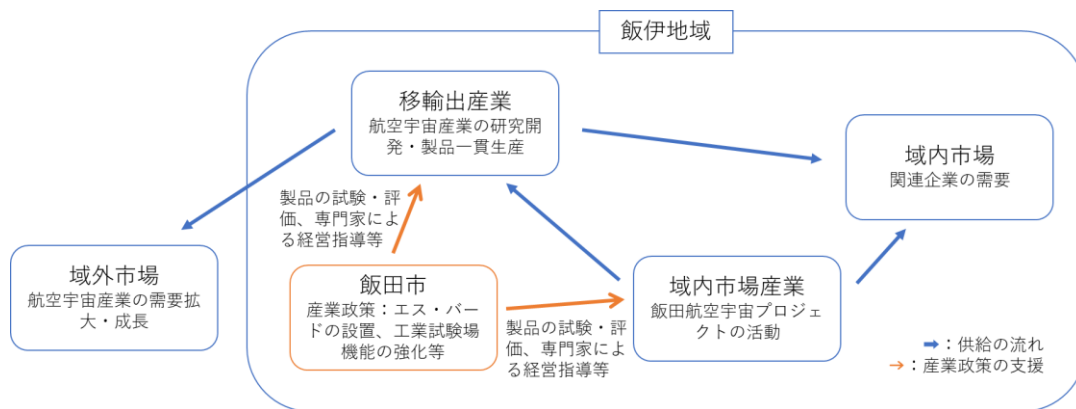 飯伊地域
移輸出産業
航空宇宙産業の研究開
発・製品一貫生産
域内市場
関連企業の需要
製品の試験・評
価、専門家によ
る経営指導等
域外市場
航空宇宙産業の需要拡
大・成長
飯田市
産業政策：エス・バー
ドの設置、工業試験場
機能の強化等
域内市場産業
飯田航空宇宙プロジェ
クトの活動
製品の試験・評
価、専門家によ
る経営指導等
➡：供給の流れ
→：産業政策の支援